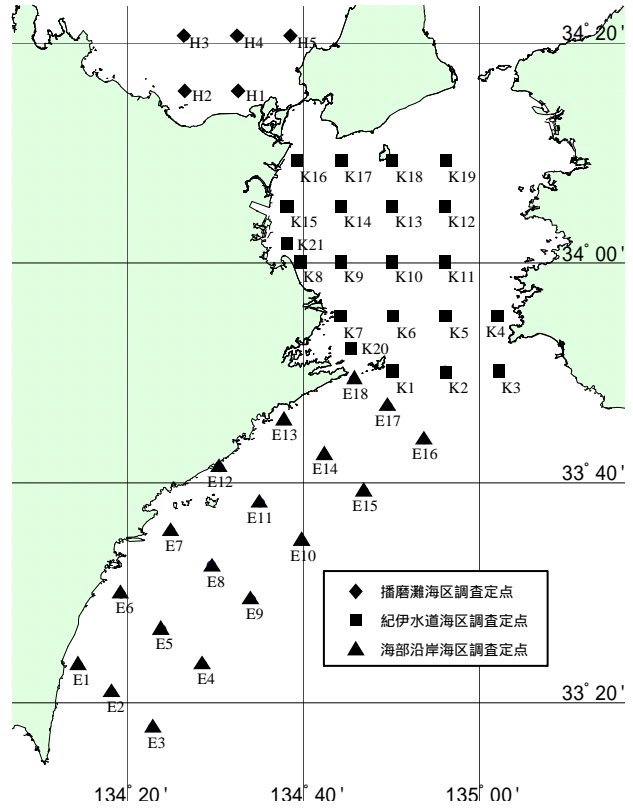 H3 H4 H5
34° 20'
H2 H1
K16 K17 K18 K19
K15 K14 K13 K12
K21
34° 00'
K8 K9 K10 K11
K7 K6 K5 K4
K20
K1 K2 K3
E18
E17
E13
E16
E14
E12
33° 40'
E15
E11
E7
E10
E8
播磨灘海区調査定点
E6
E9
紀伊水道海区調査定点
E5
海部沿岸海区調査定点
E1
E4
E2
33° 20'
E3
134° 20' 134° 40' 135° 00'